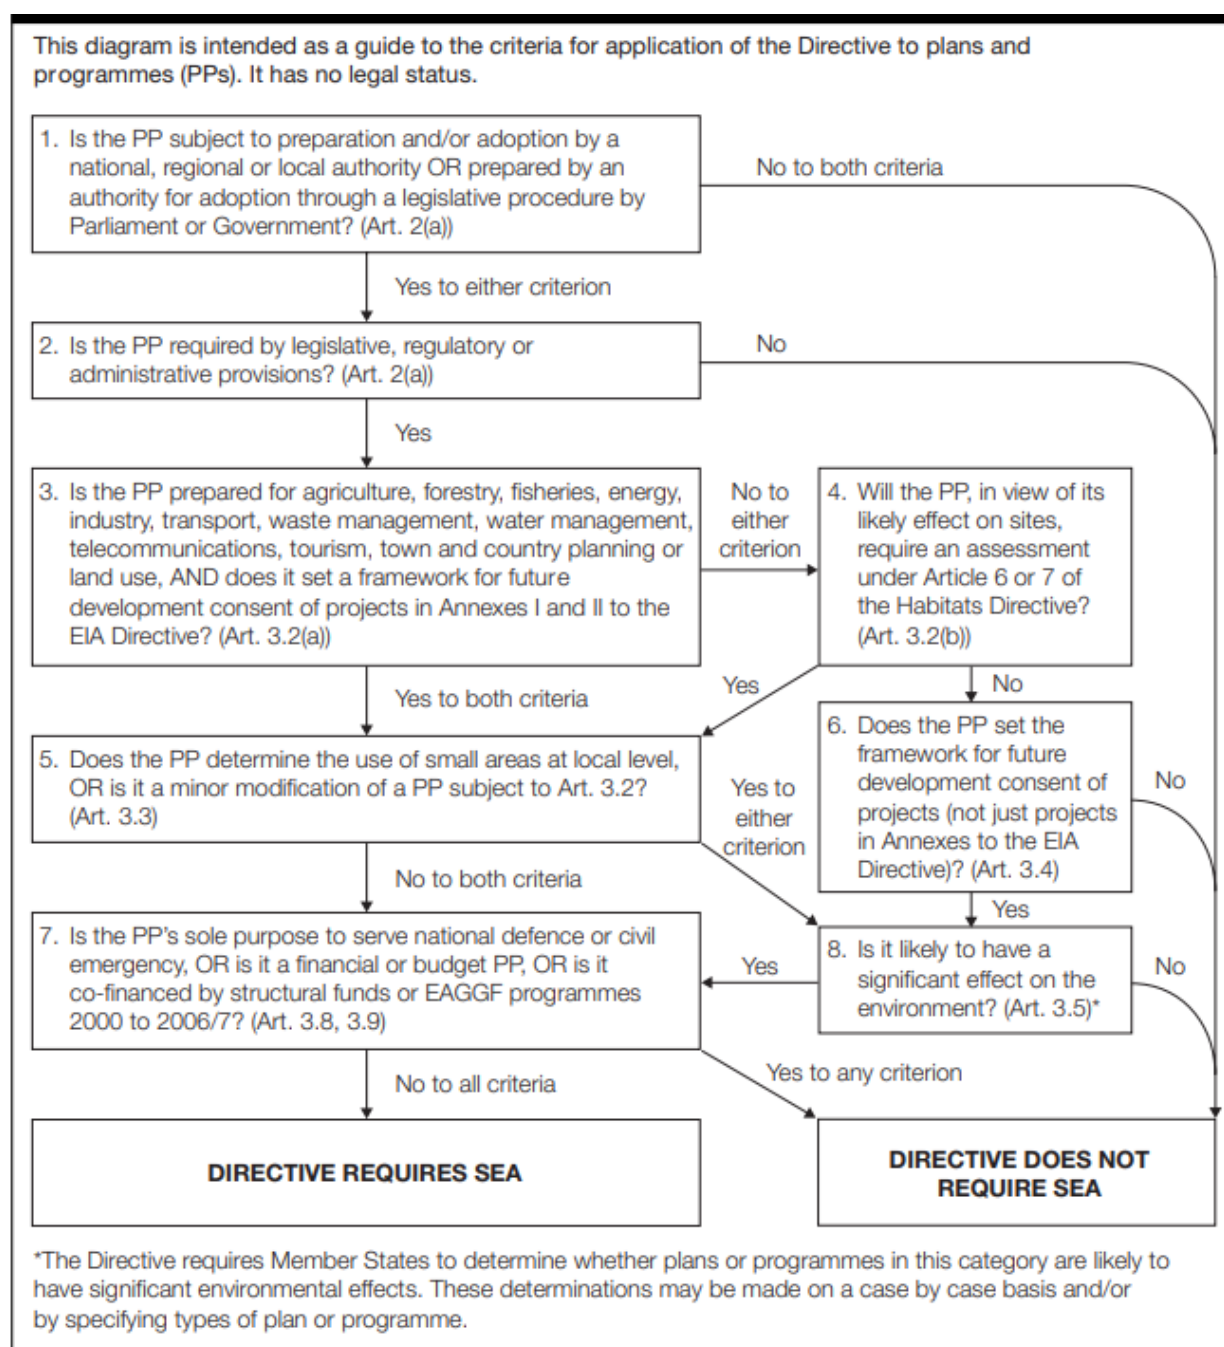 This diagram is intended as a guide to the criteria for application of the Directive to plans and
programmes (PPs). It has no legal status.
1. Is the PP subject to preparation and/or adoption by a
national, regional or local authority OR prepared by an
authority for adoption through a legislative procedure by
Parliament or Government? (Art. 2(a))
No to both criteria
Yes to either criterion
2. Is the PP required by legislative, regulatory or
administrative provisions? (Art. 2(a))
No
Yes
3. Is the PP prepared for agriculture, forestry, fisheries, energy,
industry, transport, waste management, water management,
telecommunications, tourism, town and country planning or
land use, AND does it set a framework for future
development consent of projects in Annexes I and II to the
EIA Directive? (Art. 3.2(a))
No to
either
criterion
4. Will the PP, in view of its
likely effect on sites,
require an assessment
under Article 6 or 7 of
the Habitats Directive?
(Art. 3.2(b))
Yes to both criteria
Yes
No
5. Does the PP determine the use of small areas at local level,
OR is it a minor modification of a PP subject to Art. 3.2?
(Art. 3.3)
Yes to
either
criterion
6. Does the PP set the
framework for future
development consent of
projects (not just projects
in Annexes to the EIA
Directive)? (Art. 3.4)
No
No to both criteria
Yes
7. Is the PP's sole purpose to serve national defence or civil
emergency, OR is it a financial or budget PP, OR is it
co-financed by structural funds or EAGGF programmes
2000 to 2006/7? (Art. 3.8, 3.9)
Yes
8. Is it likely to have a
significant effect on the
environment? (Art. 3.5)*
No
No to all criteria
Yes to any criterion
DIRECTIVE REQUIRES SEA
DIRECTIVE DOES NOT
REQUIRE SEA
*The Directive requires Member States to determine whether plans or programmes in this category are likely to
have significant environmental effects. These determinations may be made on a case by case basis and/or
by specifying types of plan or programme.